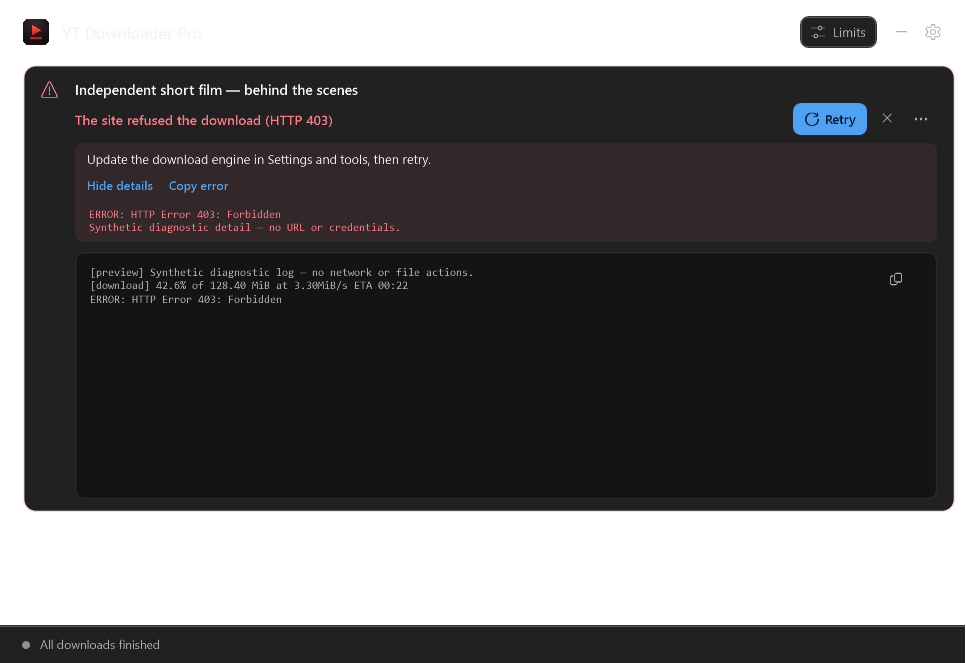 YT Downloader Pro
Limits
Independent short film — behind the scenes
The site refused the download (HTTP 403)
Retry
Update the download engine in Settings and tools, then retry.
Hide details Copy error
ERROR: HTTP Error 403: Forbidden
Synthetic diagnostic detail — no URL or credentials.
[preview] Synthetic diagnostic log — no network or file actions.
[download] 42.6% of 128.40 MiB at 3.30MiB/s ETA 00:22
ERROR: HTTP Error 403: Forbidden
All downloads finished